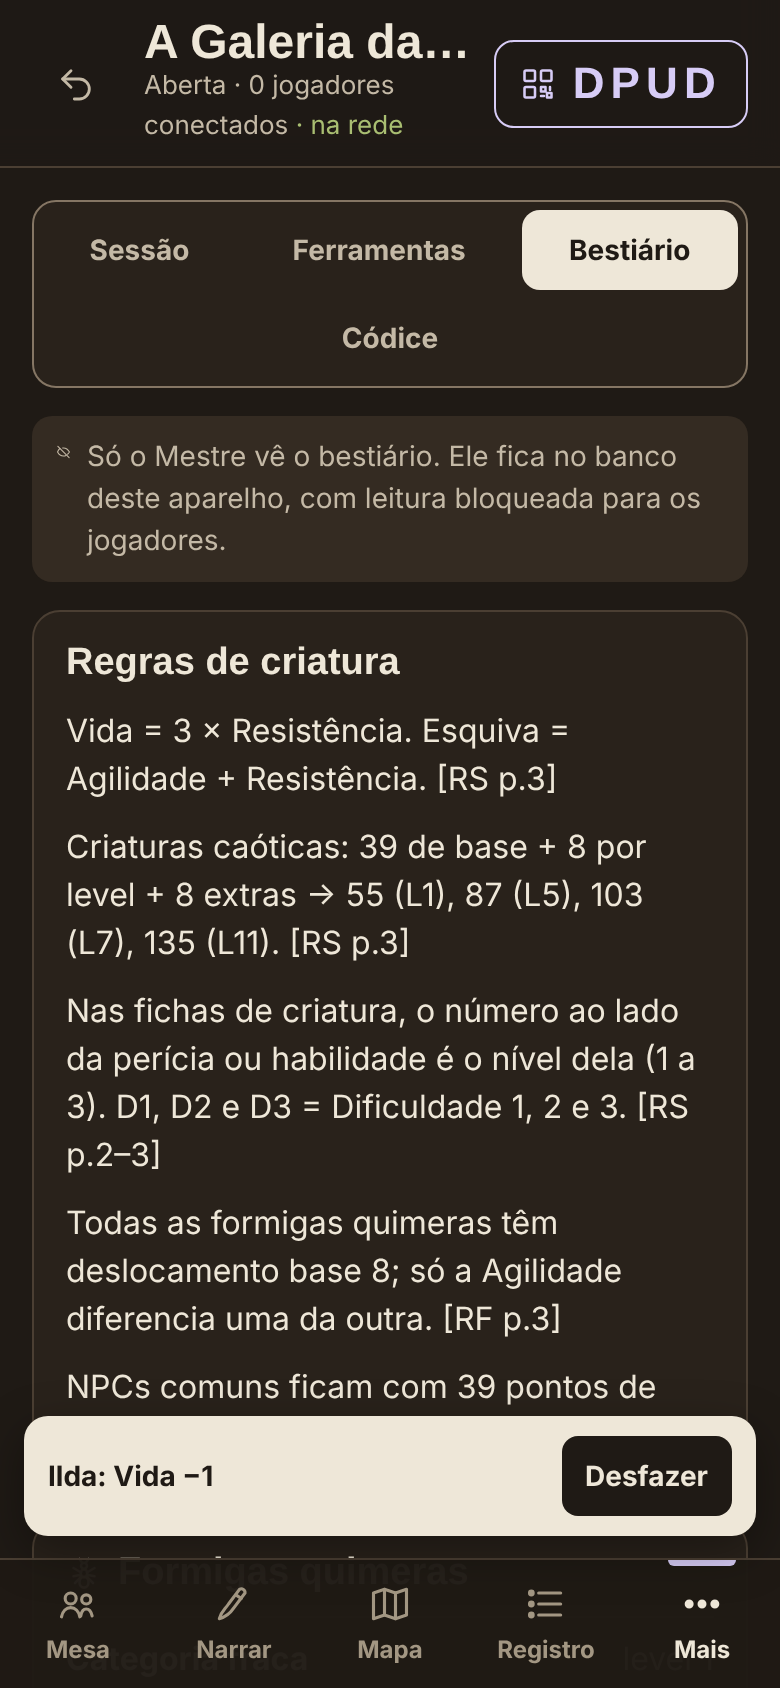 A Galeria da...
Aberta · 0 jogadores
conectados · na rede
DPUD
Sessão
Ferramentas
Bestiário
Códice
Só o Mestre vê o bestiário. Ele fica no banco
deste aparelho, com leitura bloqueada para os
jogadores.
Regras de criatura
Vida = 3 × Resistência. Esquiva =
Agilidade + Resistência. [RS p.3]
Criaturas caóticas: 39 de base + 8 por
level + 8 extras → 55 (L1), 87 (L5), 103
(L7), 135 (L11). [RS p.3]
Nas fichas de criatura, o número ao lado
da perícia ou habilidade é o nível dela (1 a
3). D1, D2 e D3 = Dificuldade 1, 2 e 3. [RS
p.2–3]
Todas as formigas quimeras têm
deslocamento base 8; só a Agilidade
diferencia uma da outra. [RF p.3]
NPCs comuns ficam com 39 pontos de
Ilda: Vida −1
Desfazer
Formigas quimeras
Mesa
Narrar
Mapa
Registro
Mais
Categoria fraca